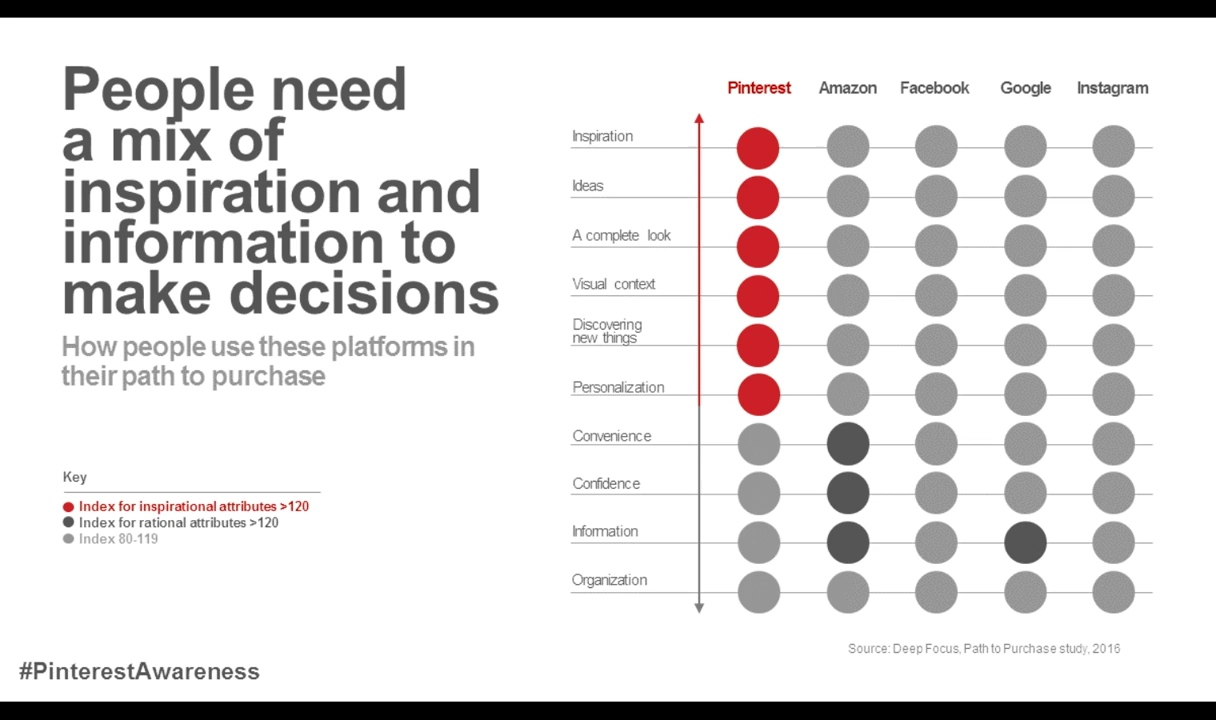 People need
a mix of
inspiration and
information to
make decisions
How people use these platforms in
their path to purchase
Key
Index for inspirational attributes >120
Index for rational attributes >120
Index 80-119
#PinterestAwareness
Pinterest Amazon Facebook Google Instagram
Inspiration
Ideas
A complete look
Visual context
Discovering
new things
Personalization
Convenience
Confidence
Information
Organization
Source: Deep Focus, Path to Purchase study, 2016